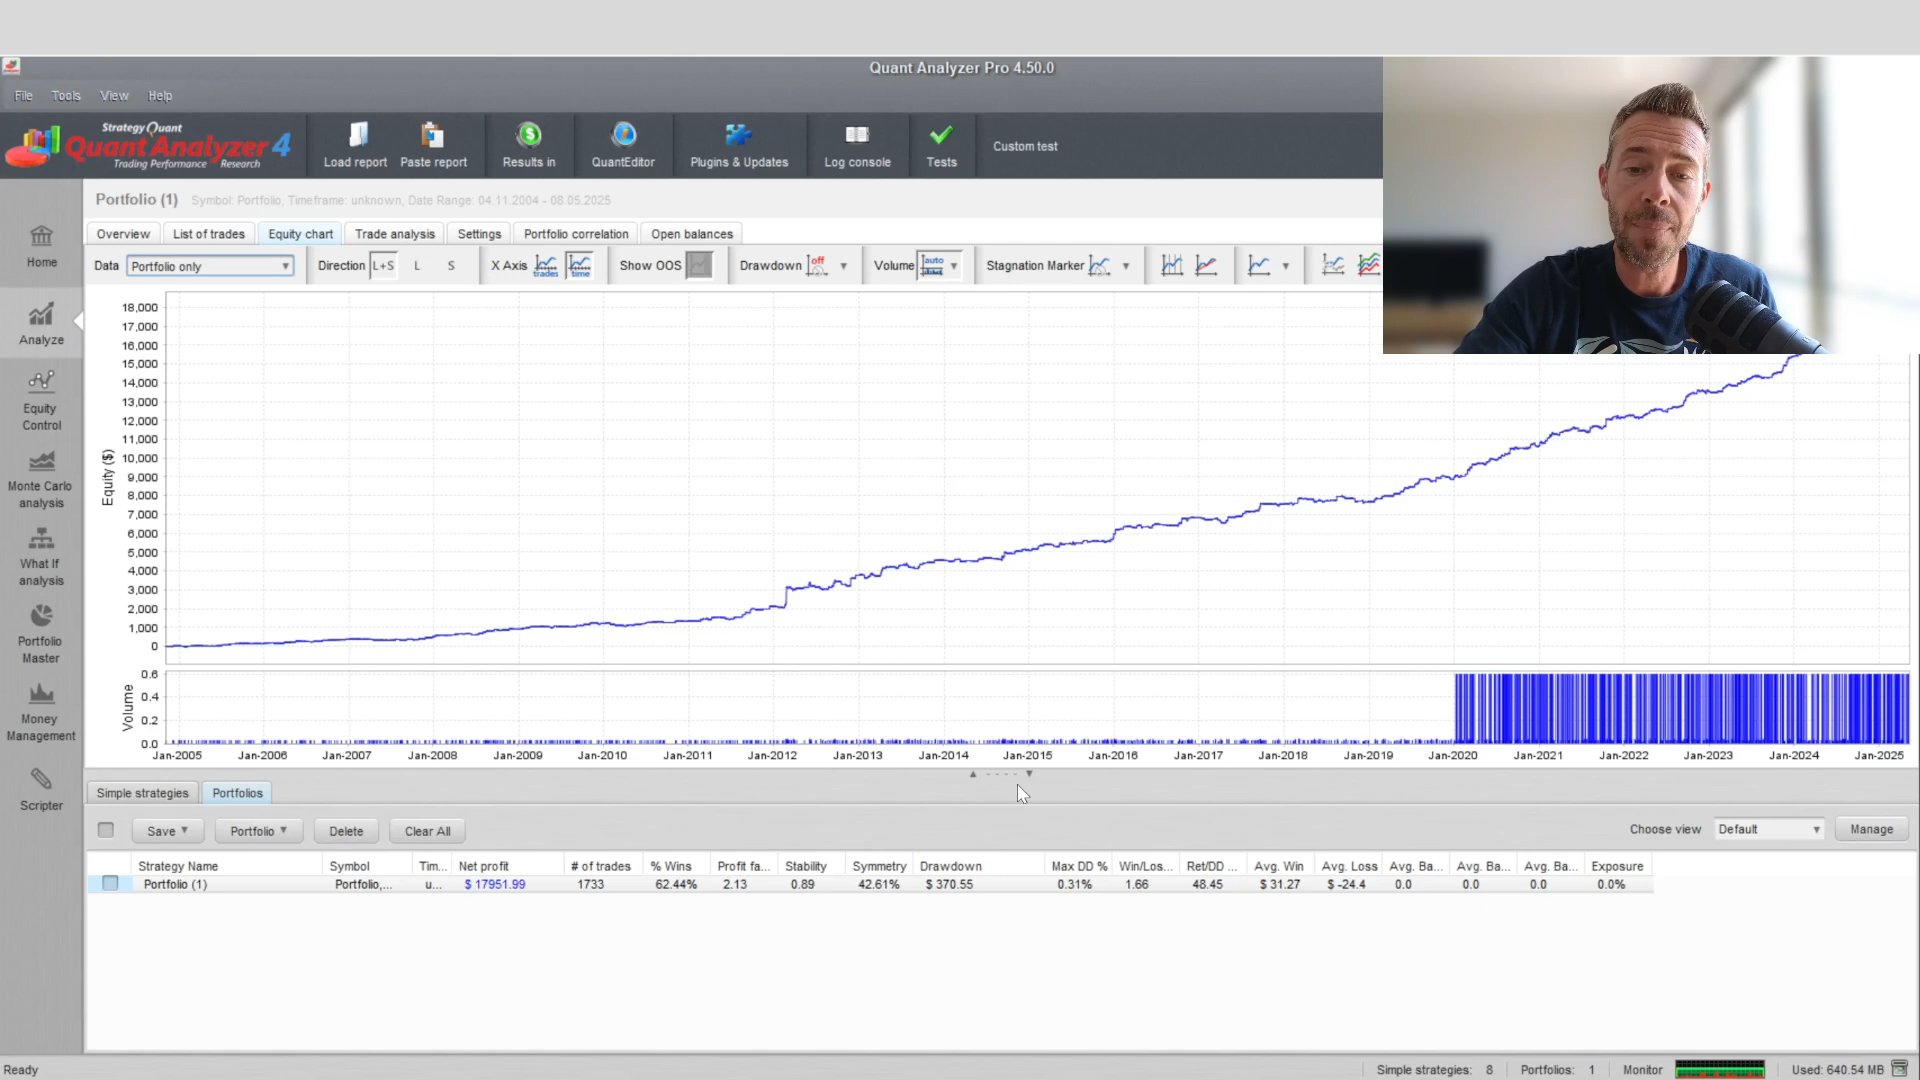 Quant Analyzer Pro 4.50.0
File Tools View Help
StrategyQuant
QuantAnalyzer 4
Trading Performance Research
Load report Paste report Results in QuantEditor Plugins & Updates Log console Tests Custom test
Portfolio (1) Symbol: Portfolio, Timeframe: unknown, Date Range: 04.11.2004 - 08.05.2025
Overview List of trades Equity chart Trade analysis Settings Portfolio correlation Open balances
Data Portfolio only Direction L+S L S X Axis trades time Show OOS Drawdown off Volume auto Stagnation Marker
Home
Analyze
Equity
Control
Monte Carlo
analysis
What If
analysis
Portfolio
Master
Money
Management
Scripter
Equity ($)
18,000
17,000
16,000
15,000
14,000
13,000
12,000
11,000
10,000
9,000
8,000
7,000
6,000
5,000
4,000
3,000
2,000
1,000
0
Volume
0.6
0.4
0.2
0.0
Jan-2005 Jan-2006 Jan-2007 Jan-2008 Jan-2009 Jan-2010 Jan-2011 Jan-2012 Jan-2013 Jan-2014 Jan-2015 Jan-2016 Jan-2017 Jan-2018 Jan-2019 Jan-2020 Jan-2021 Jan-2022 Jan-2023 Jan-2024 Jan-2025
Simple strategies Portfolios
Save Portfolio Delete Clear All Choose view Default Manage
Strategy Name Symbol Tim... Net profit # of trades % Wins Profit fa... Stability Symmetry Drawdown Max DD % Win/Los... Ret/DD ... Avg. Win Avg. Loss Avg. Ba... Avg. Ba... Avg. Ba... Exposure
Portfolio (1) Portfolio,... u... $ 17951.99 1733 62.44% 2.13 0.89 42.61% $ 370.55 0.31% 1.66 48.45 $ 31.27 $ -24.4 0.0 0.0 0.0 0.0%
Ready Simple strategies: 8 Portfolios: 1 Monitor Used: 640.54 MB